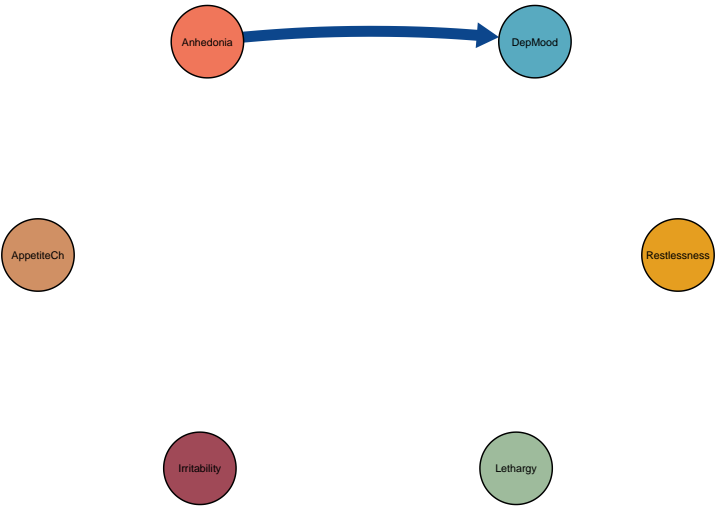 Anhedonia
DepMood
AppetiteCh
Restlessness
Irritability
Lethargy